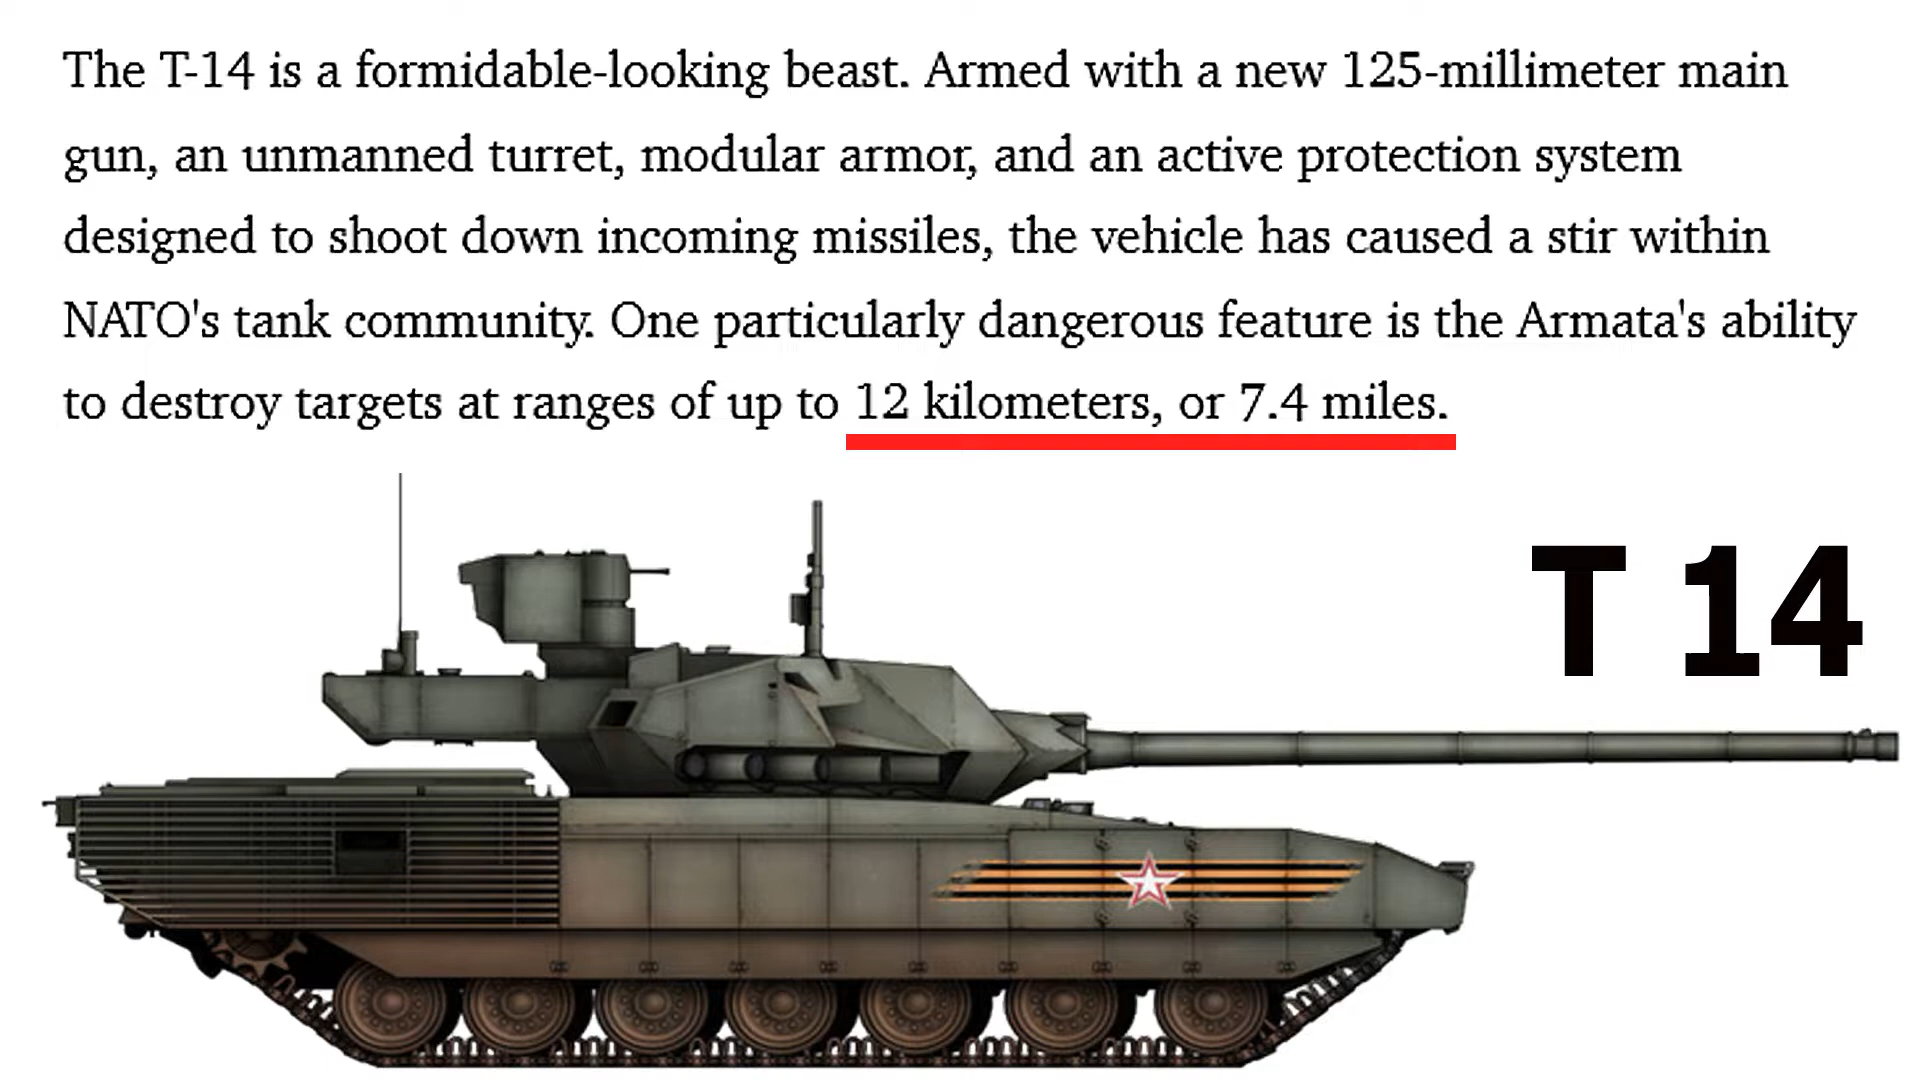 The T-14 is a formidable-looking beast. Armed with a new 125-millimeter main
gun, an unmanned turret, modular armor, and an active protection system
designed to shoot down incoming missiles, the vehicle has caused a stir within
NATO's tank community. One particularly dangerous feature is the Armata's ability
to destroy targets at ranges of up to 12 kilometers, or 7.4 miles.
T 14